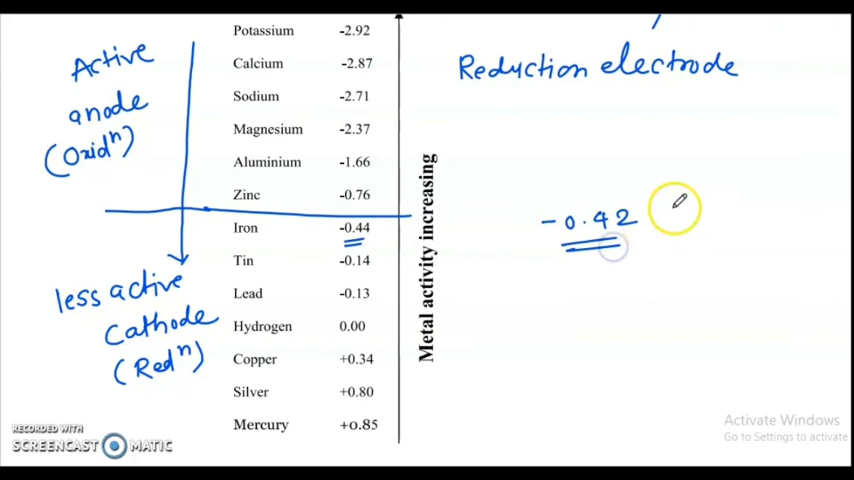 Active
anode
(Oxidⁿ)
less active
Cathode
(Redⁿ)
Potassium -2.92
Calcium -2.87
Sodium -2.71
Magnesium -2.37
Aluminium -1.66
Zinc -0.76
Iron -0.44
Tin -0.14
Lead -0.13
Hydrogen 0.00
Copper +0.34
Silver +0.80
Mercury +0.85
Metal activity increasing
Reduction electrode
-0.42
RECORDED WITH
SCREENCAST MATIC
Activate Windows
Go to Settings to activate